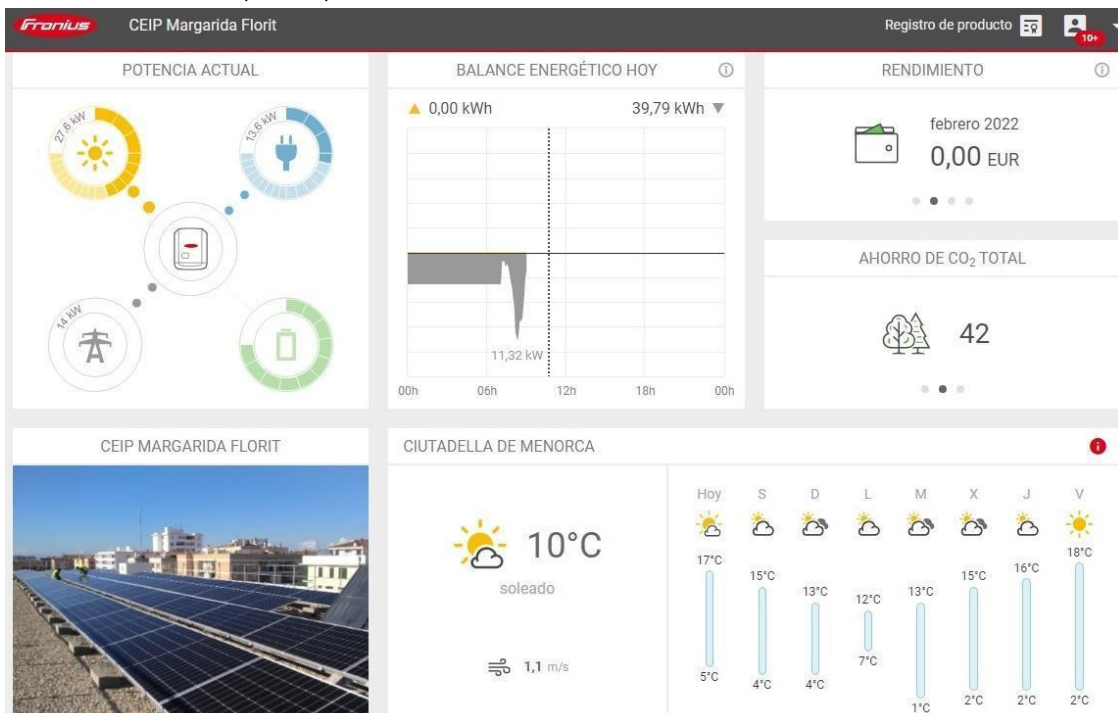 Fronius
CEIP Margarida Florit
Registro de producto
10+
POTENCIA ACTUAL
27,6 kW
13,6 kW
14 kW
BALANCE ENERGÉTICO HOY
0,00 kWh
39,79 kWh
11,32 kW
00h 06h 12h 18h 00h
RENDIMIENTO
febrero 2022
0,00 EUR
AHORRO DE CO₂ TOTAL
42
CEIP MARGARIDA FLORIT
CIUTADELLA DE MENORCA
10°C
soleado
1,1 m/s
Hoy S D L M X J V
17°C 15°C 13°C 12°C 13°C 15°C 16°C 18°C
5°C 4°C 4°C 7°C 1°C 2°C 2°C 2°C